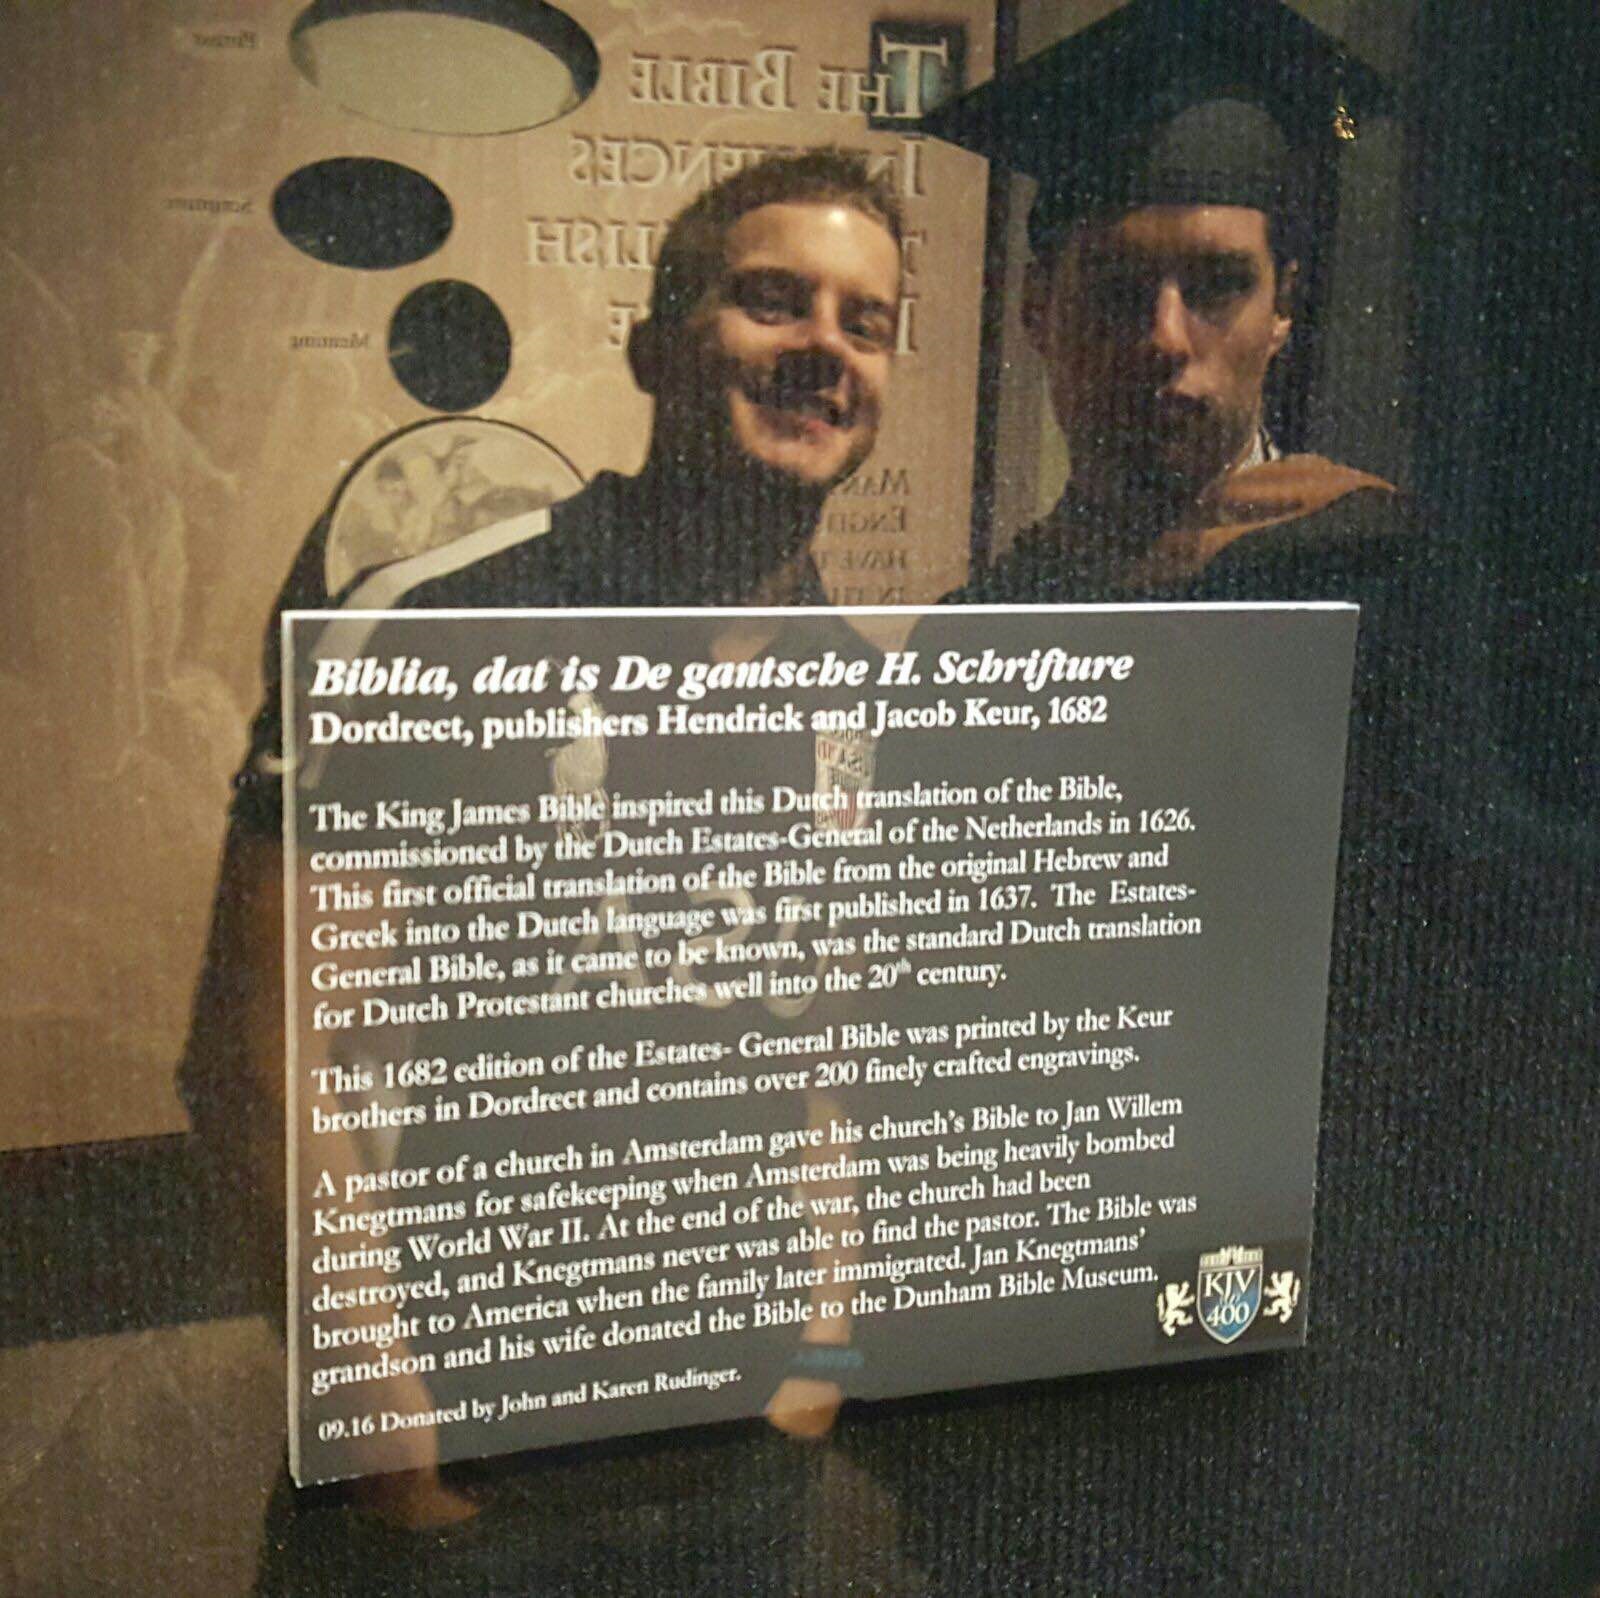 Phrase
THE BIBLE
Scripture
Meaning
Biblia, dat is De gantsche H. Schrifture
Dordrect, publishers Hendrick and Jacob Keur, 1682
The King James Bible inspired this Dutch translation of the Bible,
commissioned by the Dutch Estates-General of the Netherlands in 1626.
This first official translation of the Bible from the original Hebrew and
Greek into the Dutch language was first published in 1637. The Estates-
General Bible, as it came to be known, was the standard Dutch translation
for Dutch Protestant churches well into the 20th century.
This 1682 edition of the Estates- General Bible was printed by the Keur
brothers in Dordrect and contains over 200 finely crafted engravings.
A pastor of a church in Amsterdam gave his church's Bible to Jan Willem
Knegtmans for safekeeping when Amsterdam was being heavily bombed
during World War II. At the end of the war, the church had been
destroyed, and Knegtmans never was able to find the pastor. The Bible was
brought to America when the family later immigrated. Jan Knegtmans'
grandson and his wife donated the Bible to the Dunham Bible Museum.
09.16 Donated by John and Karen Rudinger.
KJV
400
USA